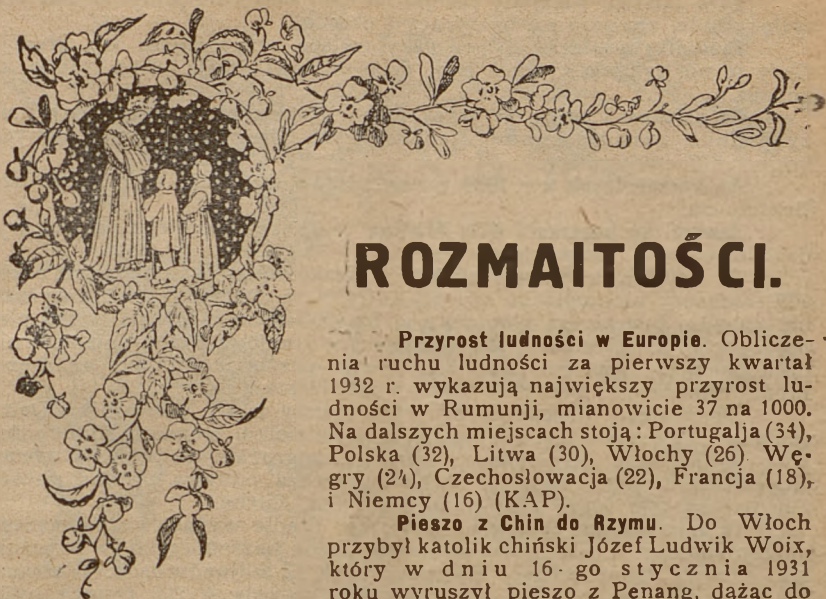 ROZMAITOŚCI.
Przyrost ludności w Europie. Oblicze-
nia ruchu ludności za pierwszy kwartał
1932 r. wykazują największy przyrost lu-
dności w Rumunji, mianowicie 37 na 1000.
Na dalszych miejscach stoją: Portugalja (34),
Polska (32), Litwa (30), Włochy (26) Wę-
gry (24), Czechosłowacja (22), Francja (18),
i Niemcy (16) (KAP).
Pieszo z Chin do Rzymu. Do Włoch
przybył katolik chiński Józef Ludwik Woix,
który w dniu 16-go stycznia 1931
roku wyruszył pieszo z Penang, dążąc do